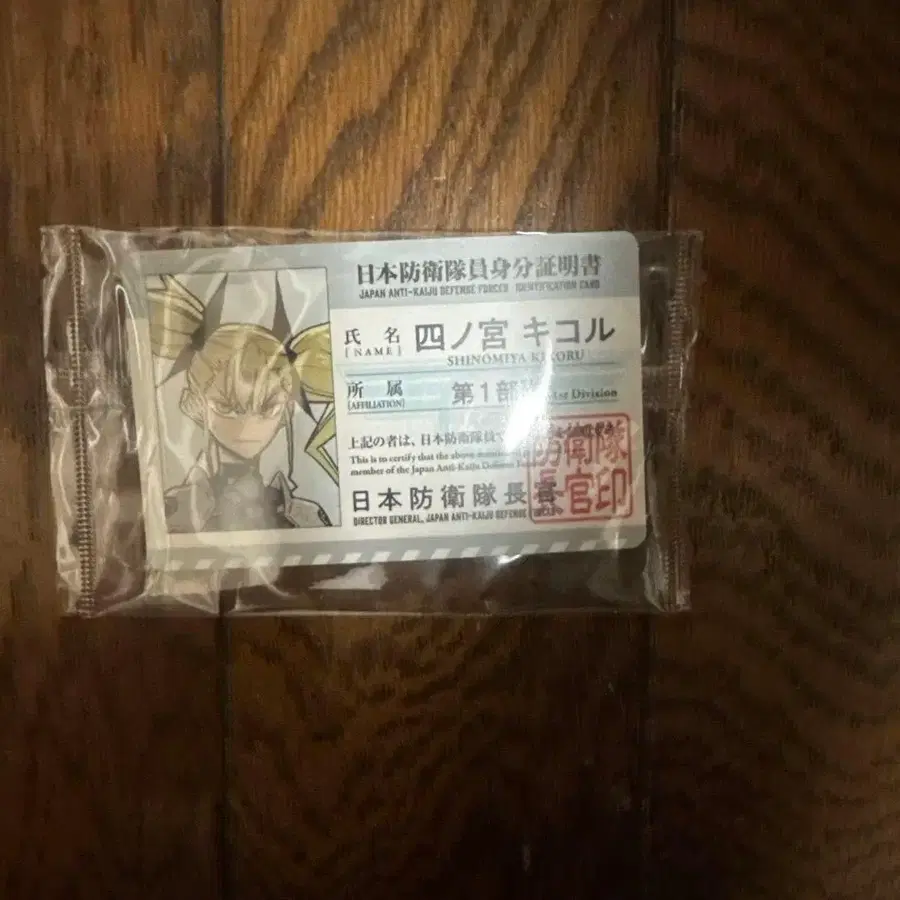 日本防衛隊員身分証明書
JAPAN ANTI-KAIJU DEFENSE FORCES IDENTIFICATION CARD
氏 名 四ノ宮 キコル
[NAME] SHINOMIYA KIKORU
所 属 第1部隊 1st Division
(AFFILIATION)
上記の者は、日本防衛隊員で
This is to certify that the above
member of the Japan Anti-Kaiju Defense
日本防衛隊長官
DIRECTOR GENERAL, JAPAN ANTI-KAIJU DEFENSE FORCES
防衛隊
官印